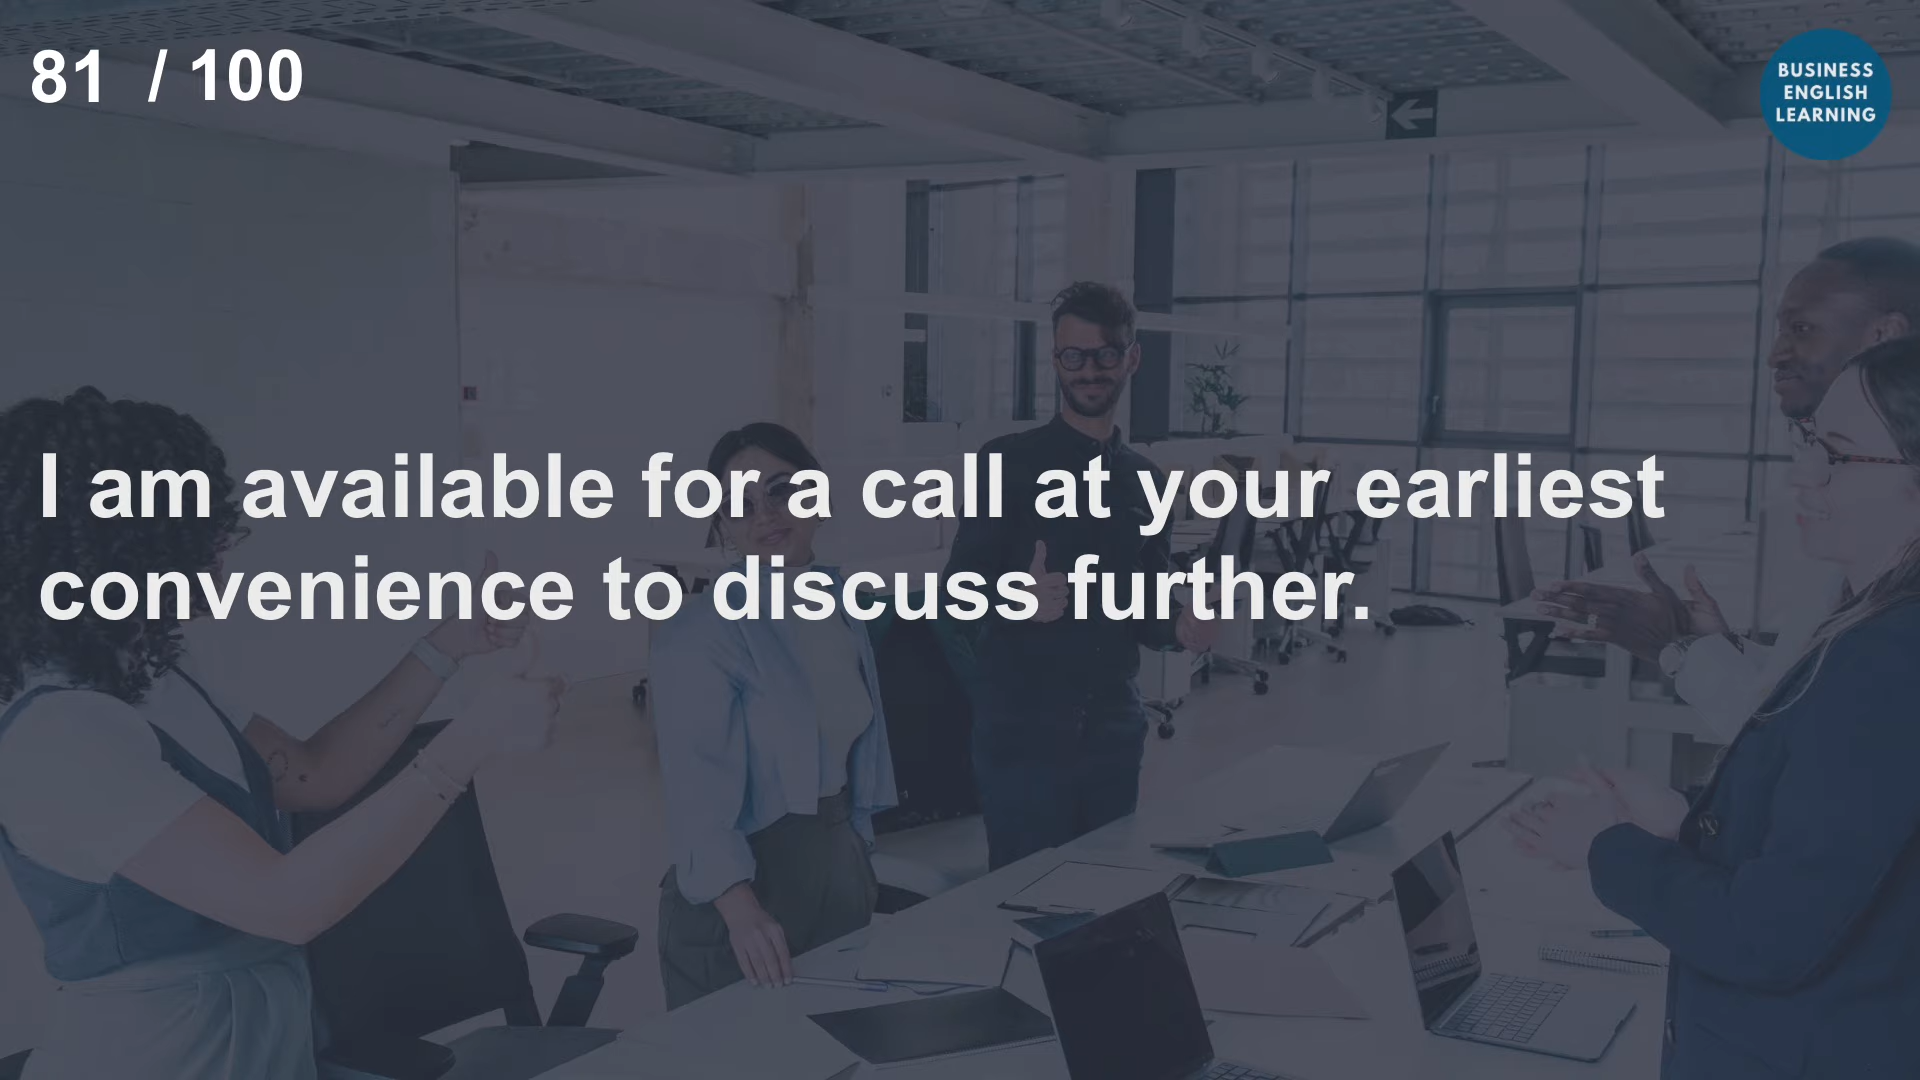 81 / 100
BUSINESS
ENGLISH
LEARNING
I am available for a call at your earliest
convenience to discuss further.